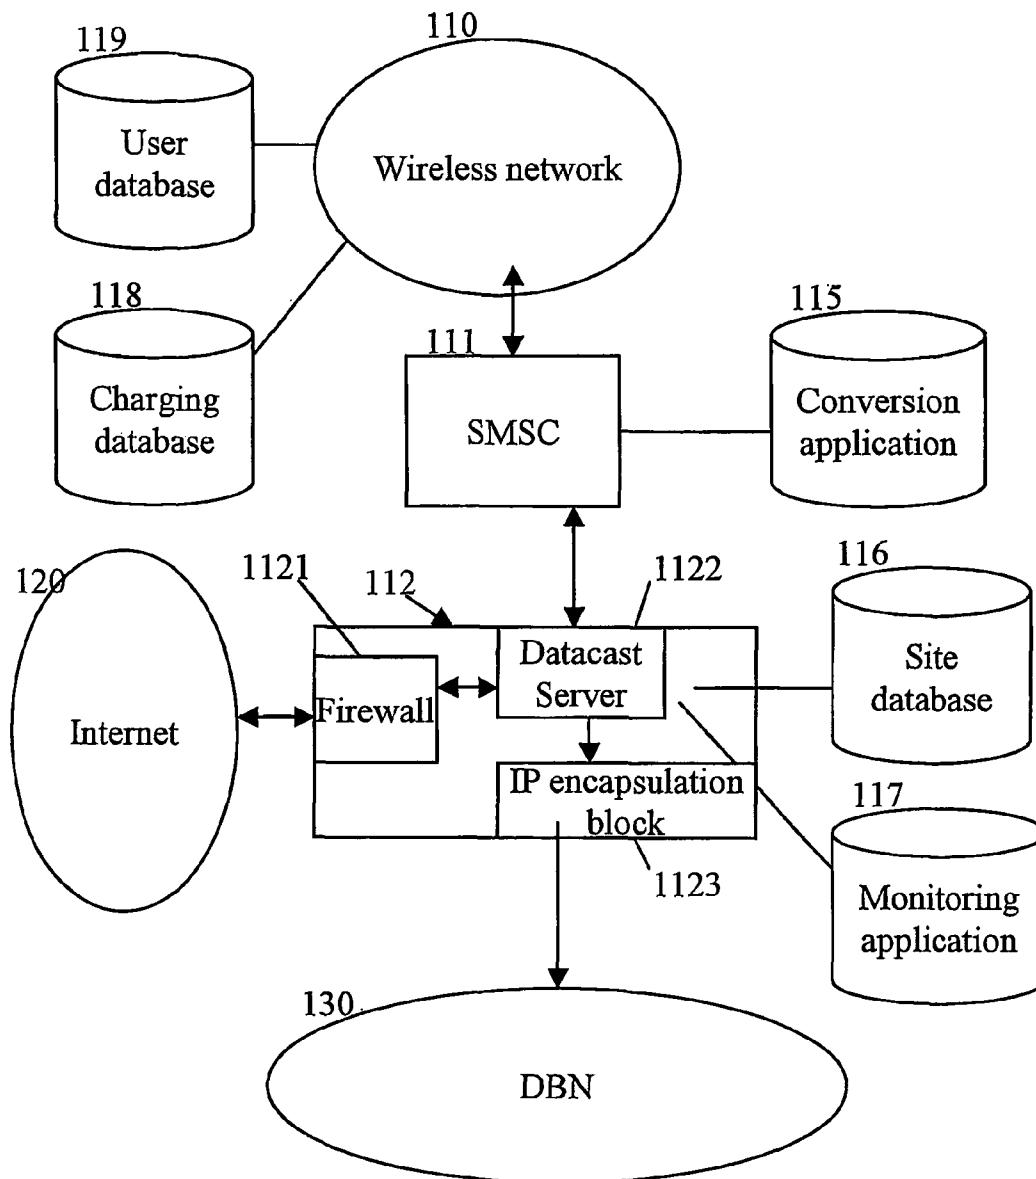 119
110
User
database
Wireless network
118
Charging
database
111
SMSC
115
Conversion
application
120
Internet
1121
112
1122
Firewall
Datacast
Server
IP encapsulation
block
1123
116
Site
database
117
Monitoring
application
130
DBN